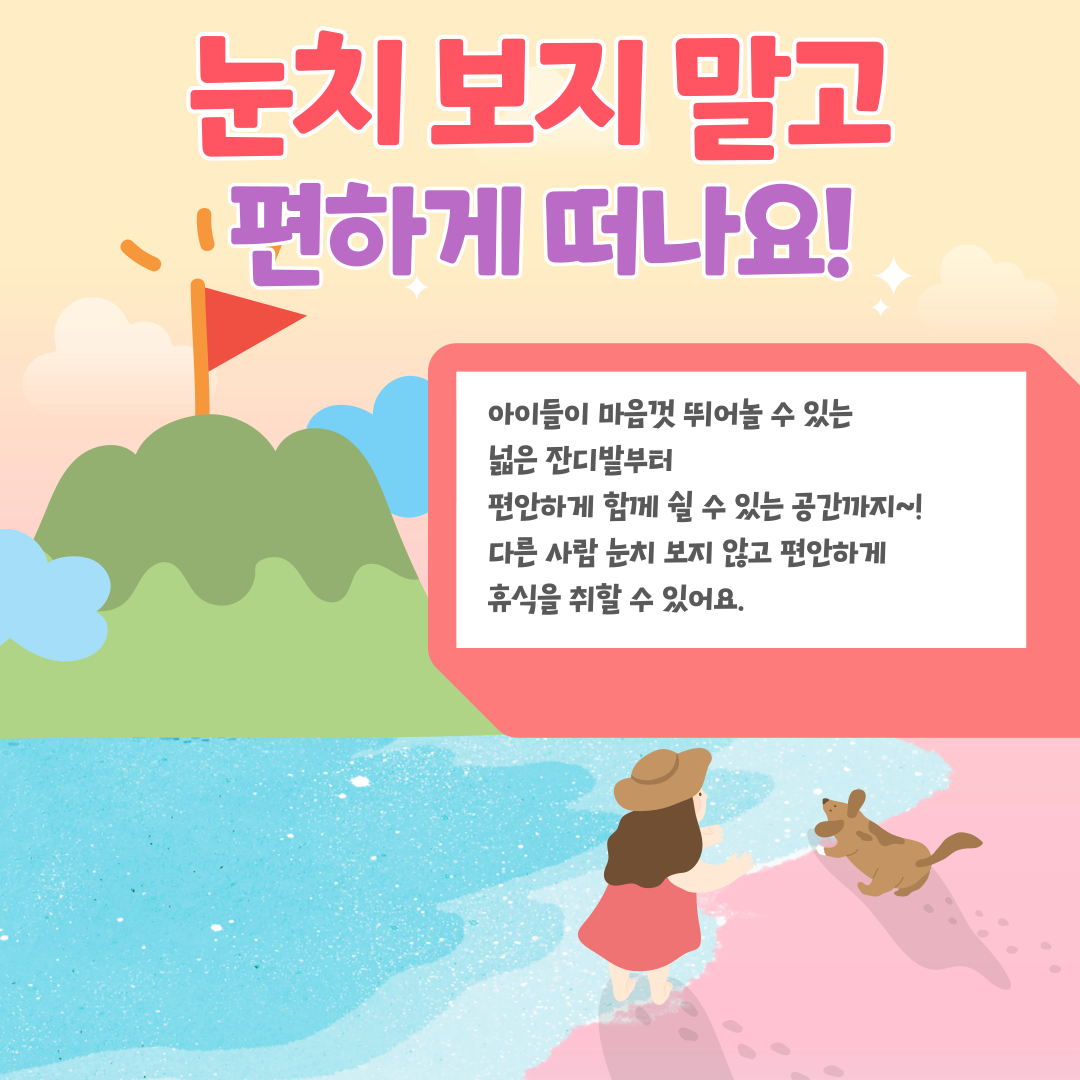 눈치 보지 말고
편하게 떠나요!
아이들이 마음껏 뛰어놀 수 있는
넓은 잔디밭부터
편안하게 함께 쉴 수 있는 공간까지~!
다른 사람 눈치 보지 않고 편안하게
휴식을 취할 수 있어요.